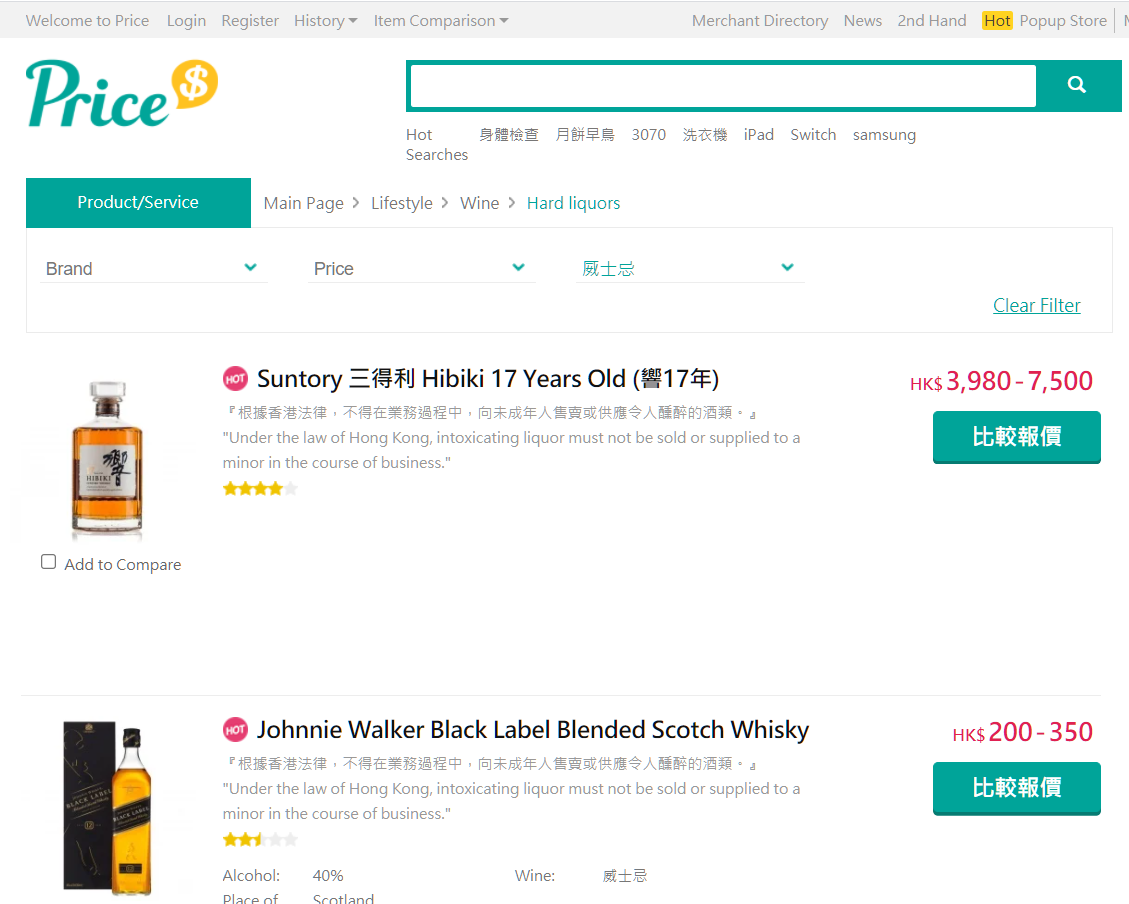 Welcome to Price Login Register History Item Comparison Merchant Directory News 2nd Hand Hot Popup Store
Price $
Hot Searches 身體檢查 月餅早鳥 3070 洗衣機 iPad Switch samsung
Product/Service Main Page > Lifestyle > Wine > Hard liquors
Brand Price 威士忌
Clear Filter
HOT Suntory 三得利 Hibiki 17 Years Old (響17年) HK$ 3,980 - 7,500
『根據香港法律，不得在業務過程中，向未成年人售賣或供應令人醺醉的酒類。』
比較報價
"Under the law of Hong Kong, intoxicating liquor must not be sold or supplied to a
minor in the course of business."
響
HIBIKI
Add to Compare
HOT Johnnie Walker Black Label Blended Scotch Whisky HK$ 200 - 350
『根據香港法律，不得在業務過程中，向未成年人售賣或供應令人醺醉的酒類。』
比較報價
"Under the law of Hong Kong, intoxicating liquor must not be sold or supplied to a
minor in the course of business."
BLACK LABEL
12
BLACK LABEL
Alcohol: 40% Wine: 威士忌
Place of Scotland